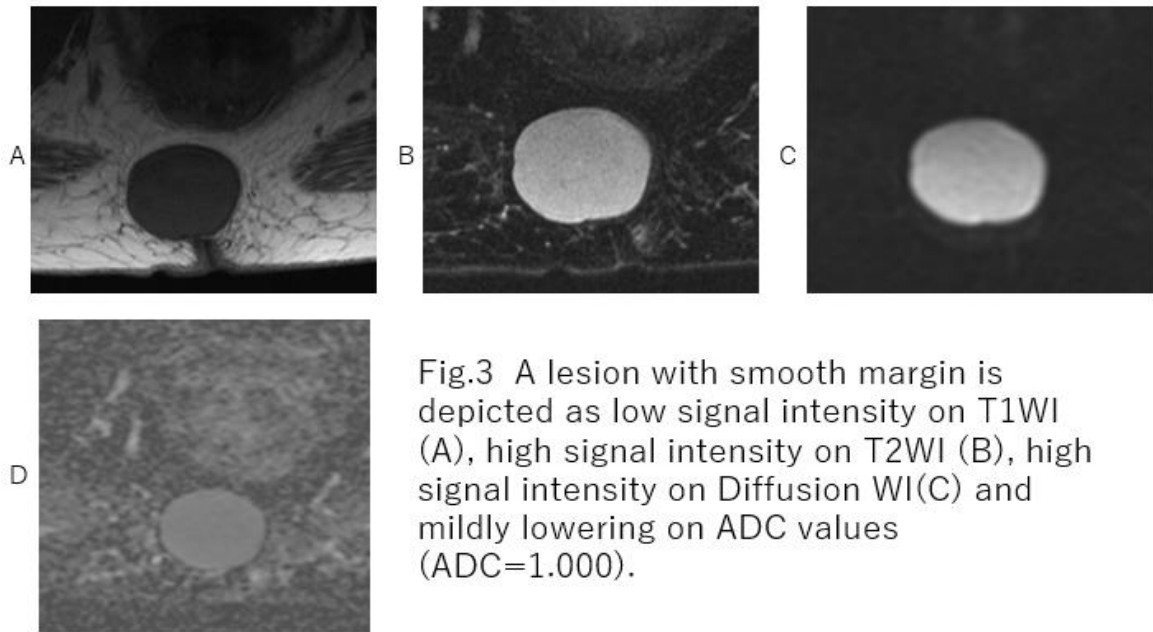 A
B
C
D
Fig.3 A lesion with smooth margin is
depicted as low signal intensity on T1WI
(A), high signal intensity on T2WI (B), high
signal intensity on Diffusion WI(C) and
mildly lowering on ADC values
(ADC=1.000).